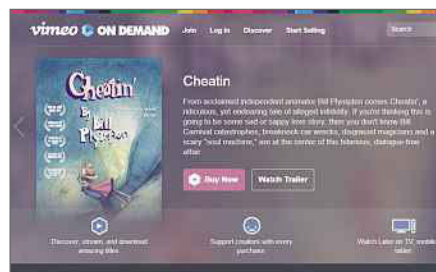 vimeo ON DEMAND Join Log In Discover Start Selling Search
Cheatin'
By
Bill
Plympton
Cheatin
From acclaimed independent animator Bill Plympton comes Cheatin', a
ridiculous, yet endearing tale of alleged infidelity. If you're thinking this is
going to be some sad or sappy love story, then you don't know Bill.
Carnival catastrophes, breakneck car wrecks, disgraced magicians and a
scary "soul machine," are at the center of this hilarious, dialogue-free
affair.
Buy Now Watch Trailer
Discover, stream, and download
amazing titles
Support creators with every
purchase
Watch Later on TV, mobile
tablet